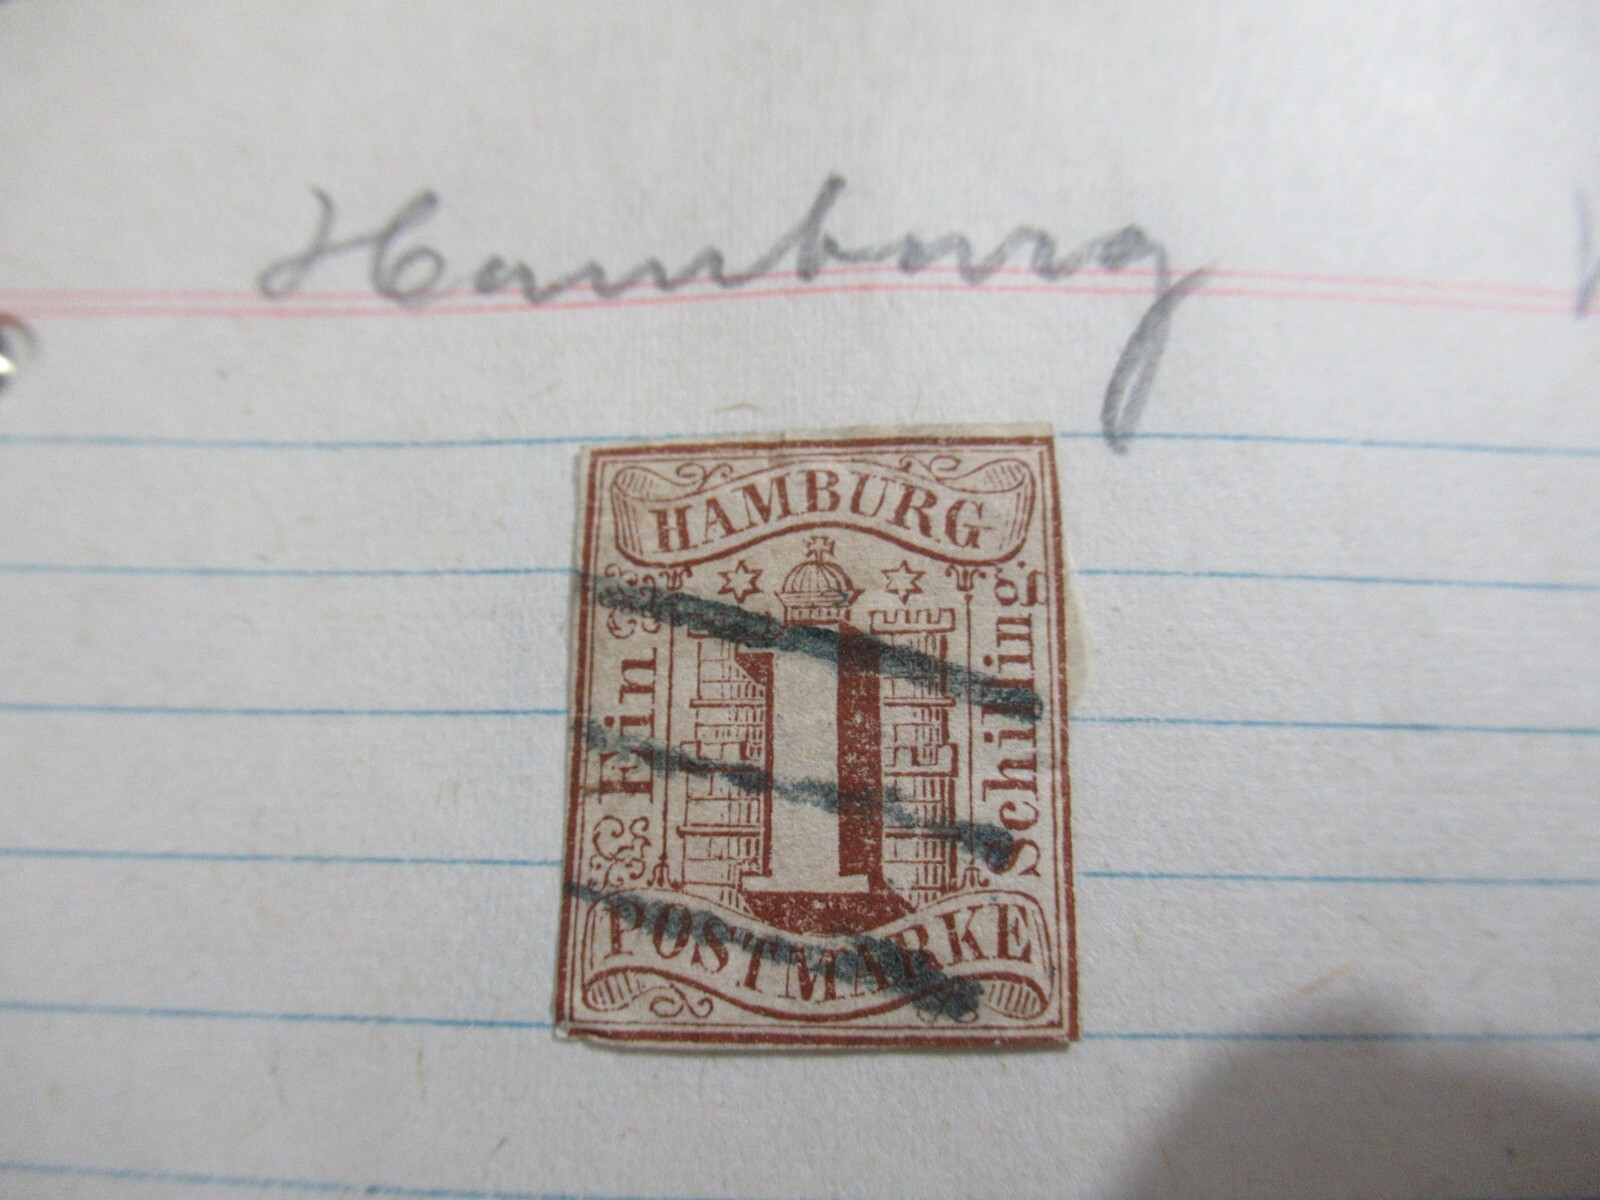 Hamburg
HAMBURG
Ein
1
Schilling
POSTMARKE